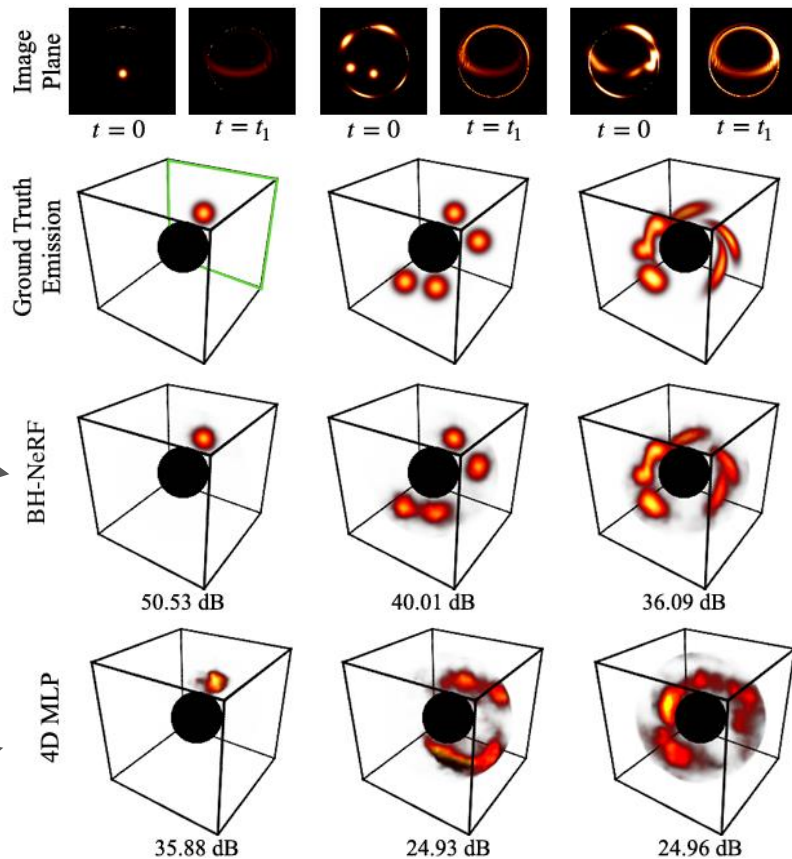 Image
Plane
t = 0 t = t₁ t = 0 t = t₁ t = 0 t = t₁
Ground Truth
Emission
BH-NeRF
50.53 dB 40.01 dB 36.09 dB
4D MLP
35.88 dB 24.93 dB 24.96 dB